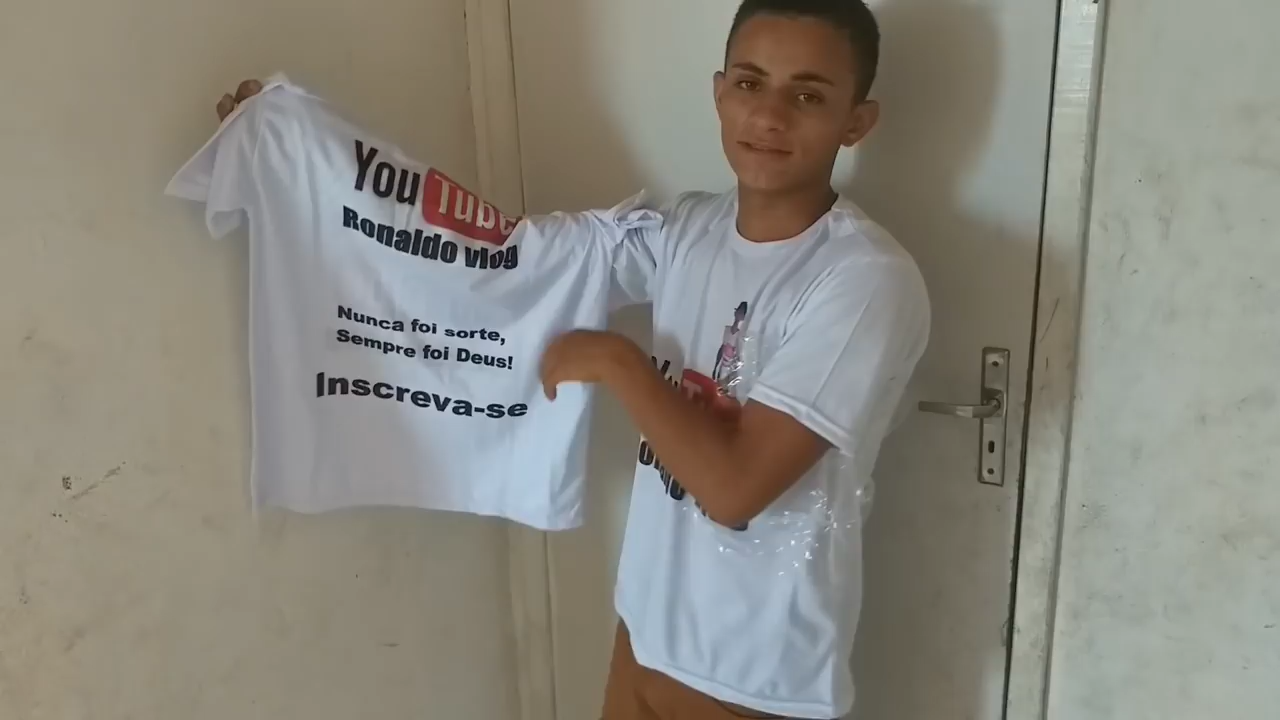 YouTube
Ronaldo vlog
Nunca foi sorte,
Sempre foi Deus!
Inscreva-se